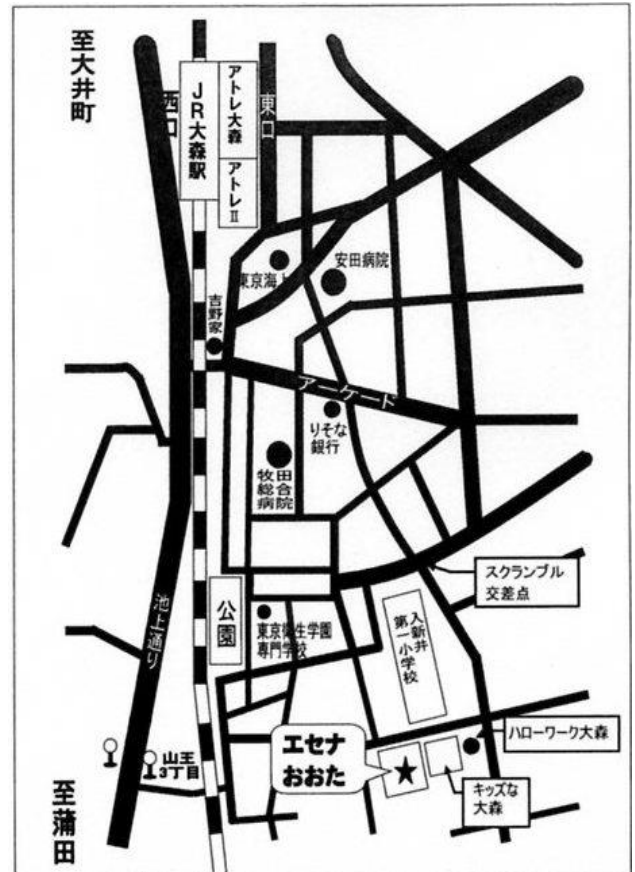 至大井町
西口
JR大森駅
アトレ大森
アトレⅡ
東口
東京海上
安田病院
吉野家
アーケード
りそな
銀行
牧田
総合
病院
スクランブル
交差点
公園
東京衛生学園
専門学校
入新井
第一小学校
池上通り
ハローワーク大森
エセナ
おおた
キッズな
大森
山王
3丁目
至蒲田